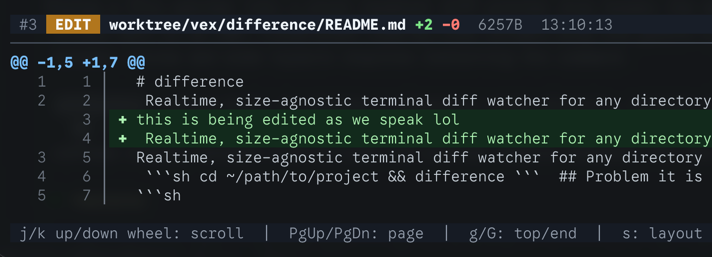 #3 EDIT worktree/vex/difference/README.md +2 -0 6257B 13:10:13
@@ -1,5 +1,7 @@
1 1 # difference
2 2 Realtime, size-agnostic terminal diff watcher for any directory
3 + this is being edited as we speak lol
4 + Realtime, size-agnostic terminal diff watcher for any directory
3 5 Realtime, size-agnostic terminal diff watcher for any directory
4 6 ```sh cd ~/path/to/project && difference ``` ## Problem it is
5 7 ```sh
j/k up/down wheel: scroll | PgUp/PgDn: page | g/G: top/end | s: layout